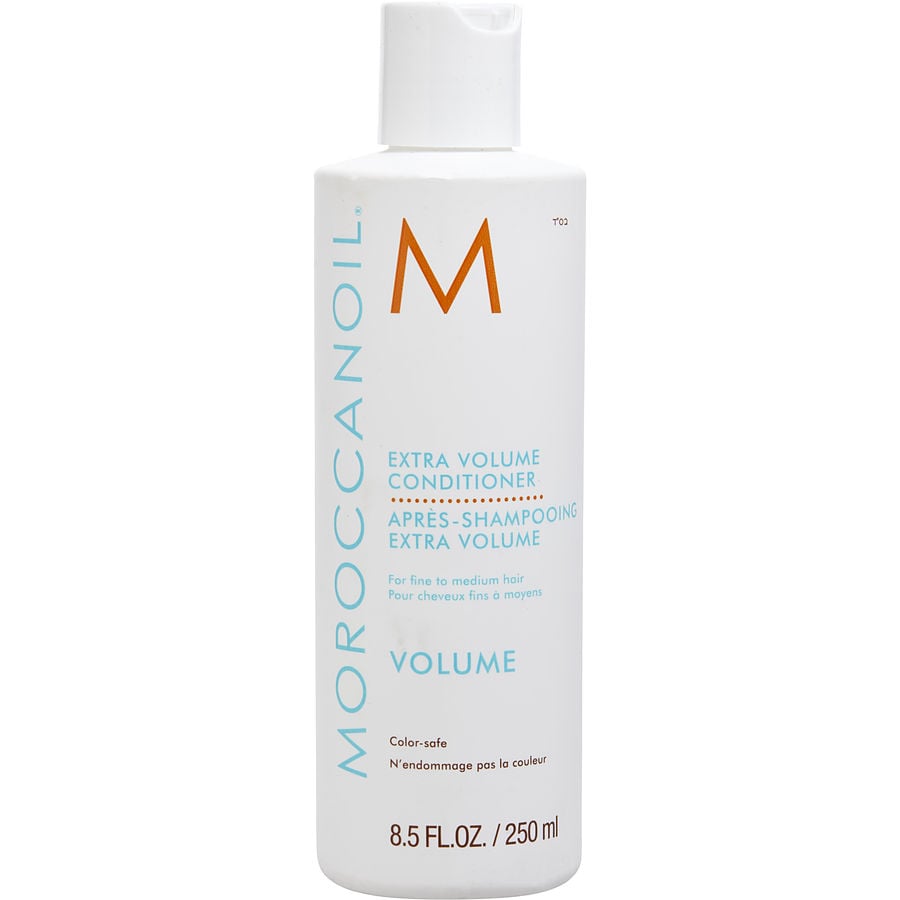 MOROCCANOIL®
M
בס"ד
EXTRA VOLUME
CONDITIONER
APRÈS-SHAMPOOING
EXTRA VOLUME
For fine to medium hair
Pour cheveux fins à moyens
VOLUME
Color-safe
N'endommage pas la couleur
8.5 FL.OZ. / 250 ml